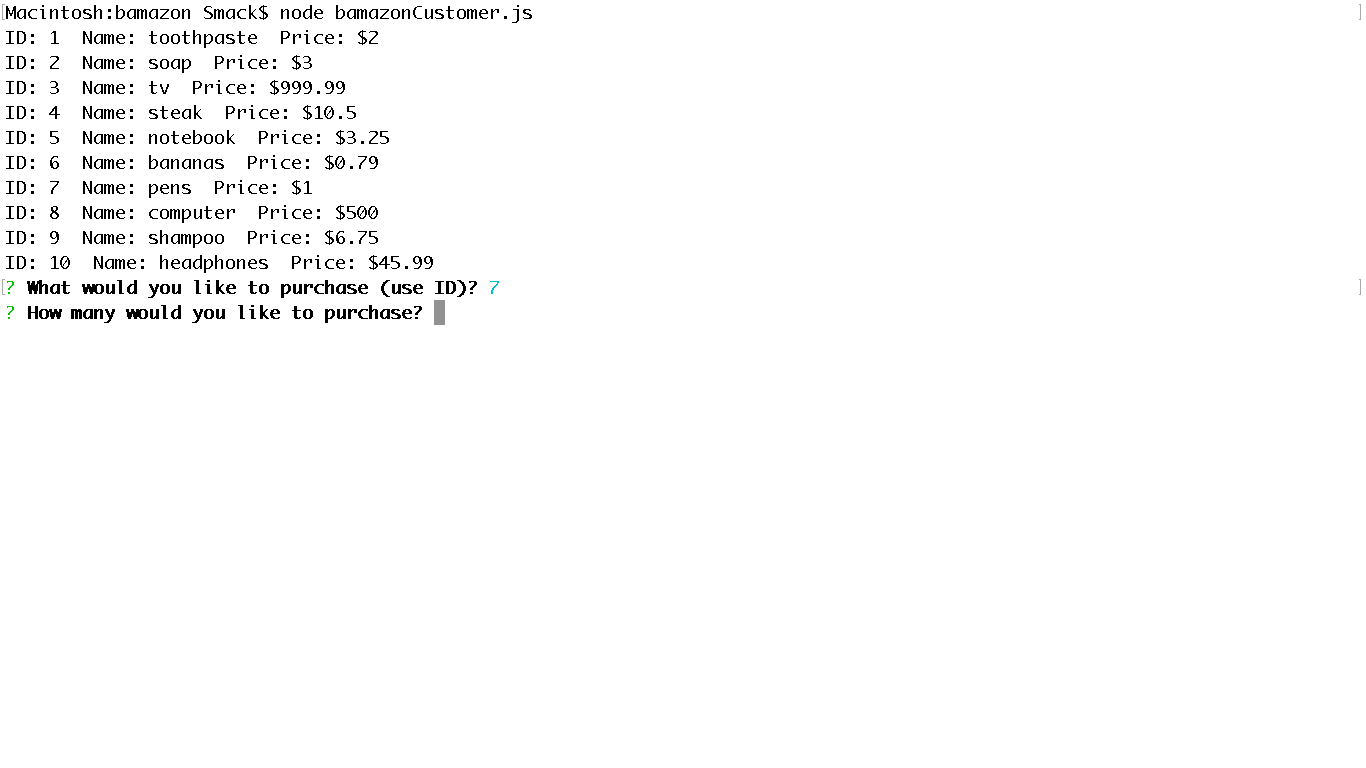 Macintosh:bamazon Smack$ node bamazonCustomer.js
ID: 1  Name: toothpaste  Price: $2
ID: 2  Name: soap  Price: $3
ID: 3  Name: tv  Price: $999.99
ID: 4  Name: steak  Price: $10.5
ID: 5  Name: notebook  Price: $3.25
ID: 6  Name: bananas  Price: $0.79
ID: 7  Name: pens  Price: $1
ID: 8  Name: computer  Price: $500
ID: 9  Name: shampoo  Price: $6.75
ID: 10  Name: headphones  Price: $45.99
? What would you like to purchase (use ID)? 7
? How many would you like to purchase?